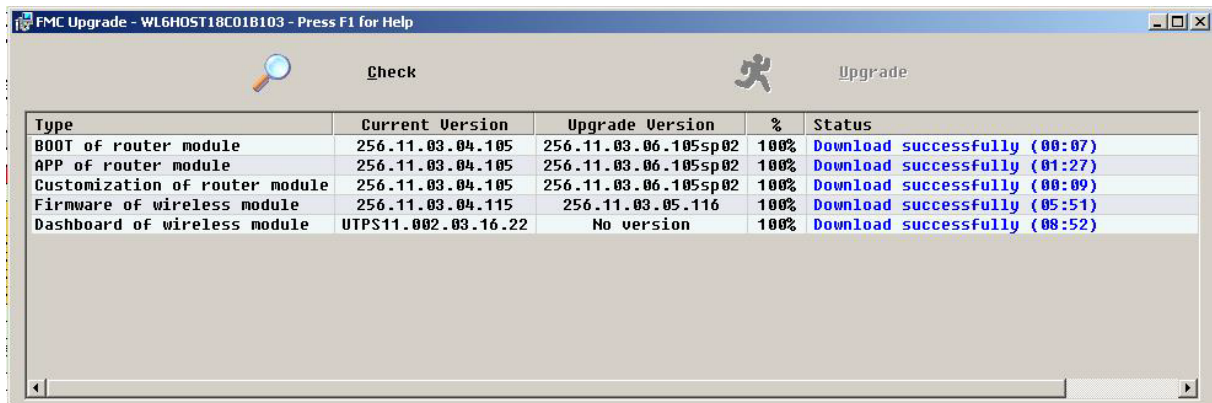 FMC Upgrade - WL6HOST18C01B103 - Press F1 for Help
Check Upgrade
Type Current Version Upgrade Version % Status
BOOT of router module 256.11.03.04.105 256.11.03.06.105sp02 100% Download successfully (00:07)
APP of router module 256.11.03.04.105 256.11.03.06.105sp02 100% Download successfully (01:27)
Customization of router module 256.11.03.04.105 256.11.03.06.105sp02 100% Download successfully (00:09)
Firmware of wireless module 256.11.03.04.115 256.11.03.05.116 100% Download successfully (05:51)
Dashboard of wireless module UTPS11.002.03.16.22 No version 100% Download successfully (08:52)